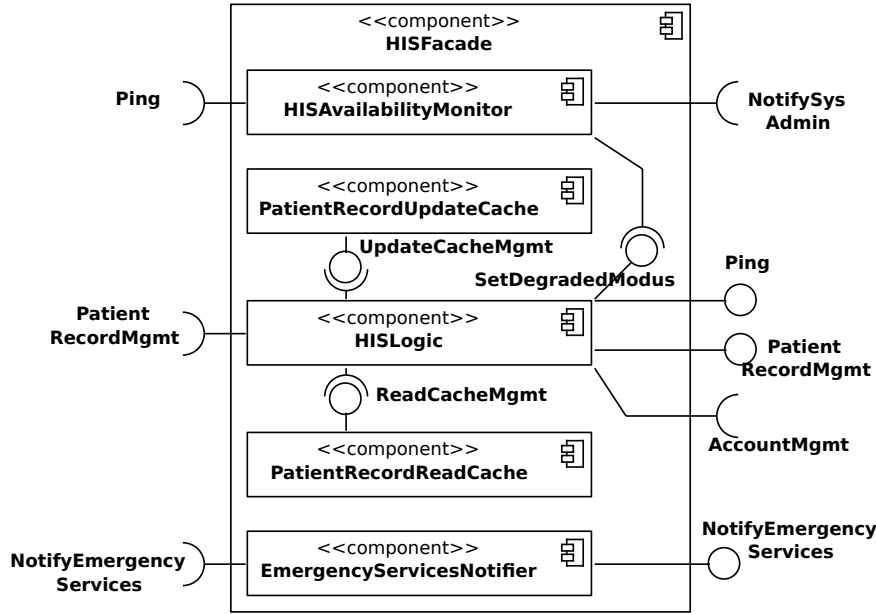 <<component>>
HISFacade
<<component>>
HISAvailabilityMonitor
Ping
NotifySys
Admin
<<component>>
PatientRecordUpdateCache
UpdateCacheMgmt
SetDegradedModus
Ping
Patient
RecordMgmt
<<component>>
HISLogic
Patient
RecordMgmt
ReadCacheMgmt
AccountMgmt
<<component>>
PatientRecordReadCache
NotifyEmergency
Services
<<component>>
EmergencyServicesNotifier
NotifyEmergency
Services